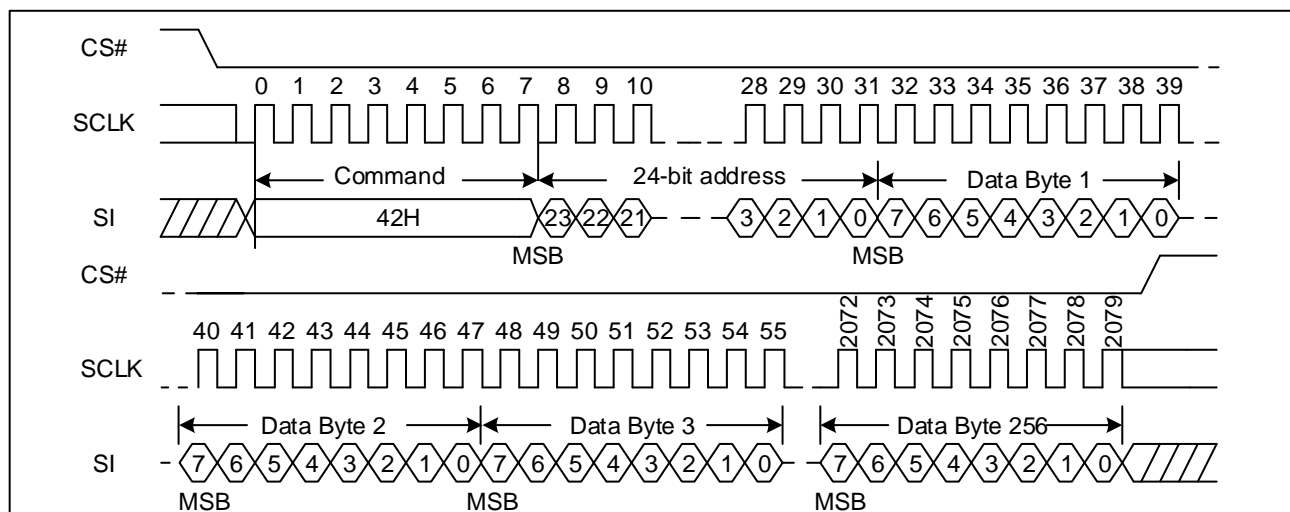 CS#
0 1 2 3 4 5 6 7 8 9 10 28 29 30 31 32 33 34 35 36 37 38 39
SCLK
Command 24-bit address Data Byte 1
SI 42H 23 22 21 3 2 1 0 7 6 5 4 3 2 1 0
MSB MSB
CS#
40 41 42 43 44 45 46 47 48 49 50 51 52 53 54 55 2072 2073 2074 2075 2076 2077 2078 2079
SCLK
Data Byte 2 Data Byte 3 Data Byte 256
SI 7 6 5 4 3 2 1 0 7 6 5 4 3 2 1 0 7 6 5 4 3 2 1 0
MSB MSB MSB